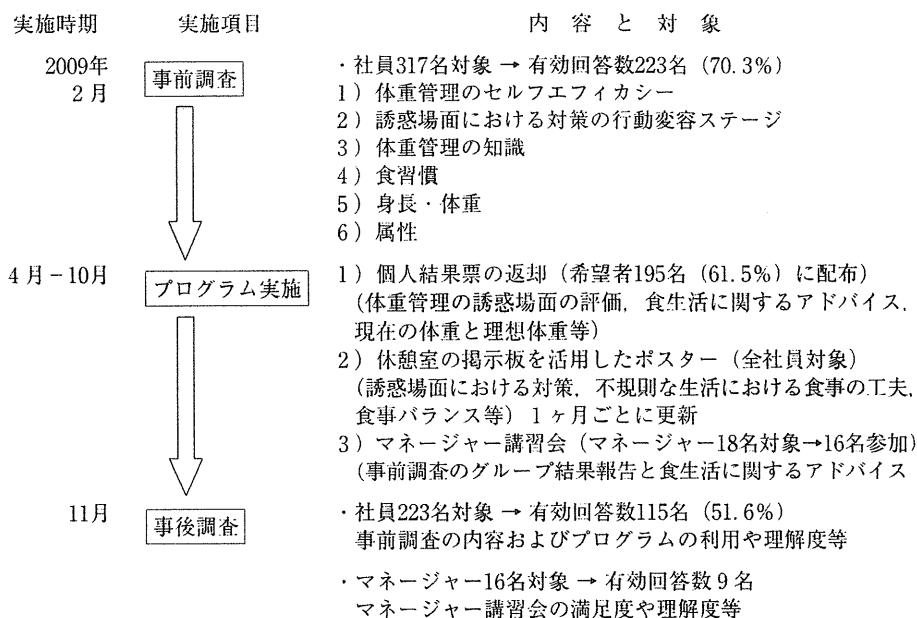 実施時期 実施項目 内容と対象
2009年
2月
事前調査
・社員317名対象 → 有効回答数223名（70.3%）
1）体重管理のセルフエフィカシー
2）誘惑場面における対策の行動変容ステージ
3）体重管理の知識
4）食習慣
5）身長・体重
6）属性
4月－10月
プログラム実施
1）個人結果票の返却（希望者195名（61.5%）に配布）
（体重管理の誘惑場面の評価，食生活に関するアドバイス，
現在の体重と理想体重等）
2）休憩室の掲示板を活用したポスター（全社員対象）
（誘惑場面における対策，不規則な生活における食事の工夫，
食事バランス等）1ヶ月ごとに更新
3）マネージャー講習会（マネージャー18名対象→16名参加）
（事前調査のグループ結果報告と食生活に関するアドバイス
11月
事後調査
・社員223名対象 → 有効回答数115名（51.6%）
事前調査の内容およびプログラムの利用や理解度等
・マネージャー16名対象 → 有効回答数9名
マネージャー講習会の満足度や理解度等